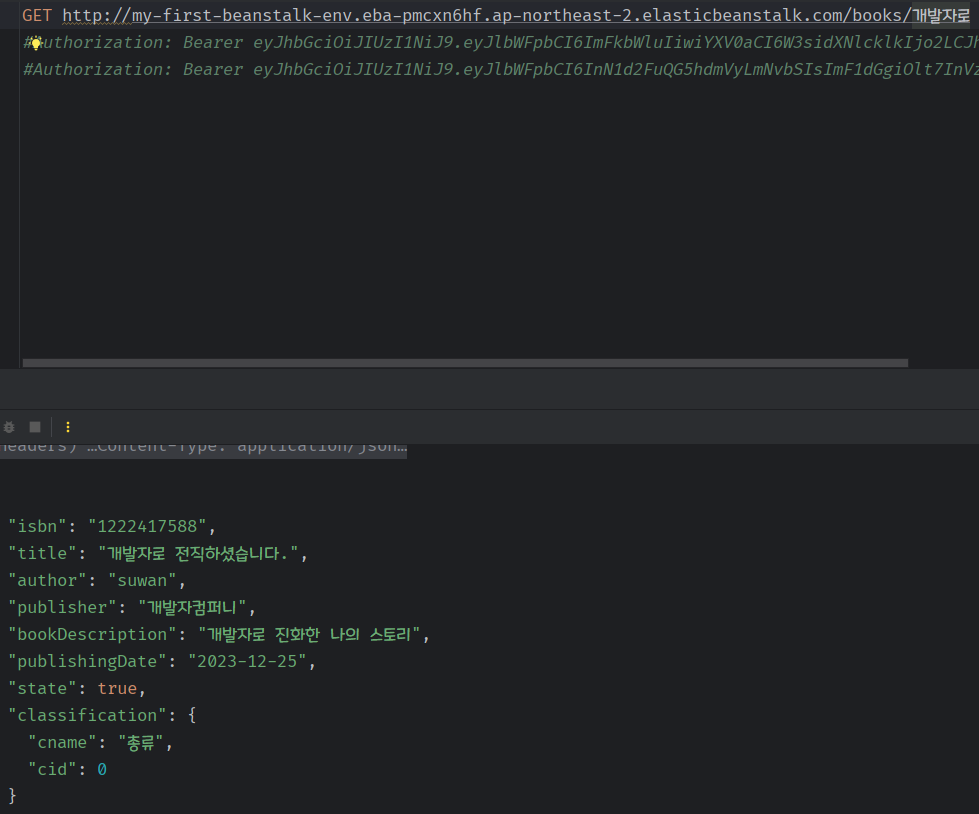 GET http://my-first-beanstalk-env.eba-pmcxn6hf.ap-northeast-2.elasticbeanstalk.com/books/개발자로
#Authorization: Bearer eyJhbGciOiJIUzI1NiJ9.eyJlbWFpbCI6ImFkbWluIiwiYXV0aCI6W3sidXNlcklkIjo2LCJh
#Authorization: Bearer eyJhbGciOiJIUzI1NiJ9.eyJlbWFpbCI6InN1d2FuQG5hdmVyLmNvbSIsImF1dGgiOlt7InVz
headers) …Content-Type: application/json…
"isbn": "1222417588",
"title": "개발자로 전직하셨습니다.",
"author": "suwan",
"publisher": "개발자컴퍼니",
"bookDescription": "개발자로 진화한 나의 스토리",
"publishingDate": "2023-12-25",
"state": true,
"classification": {
"cname": "총류",
"cid": 0
}